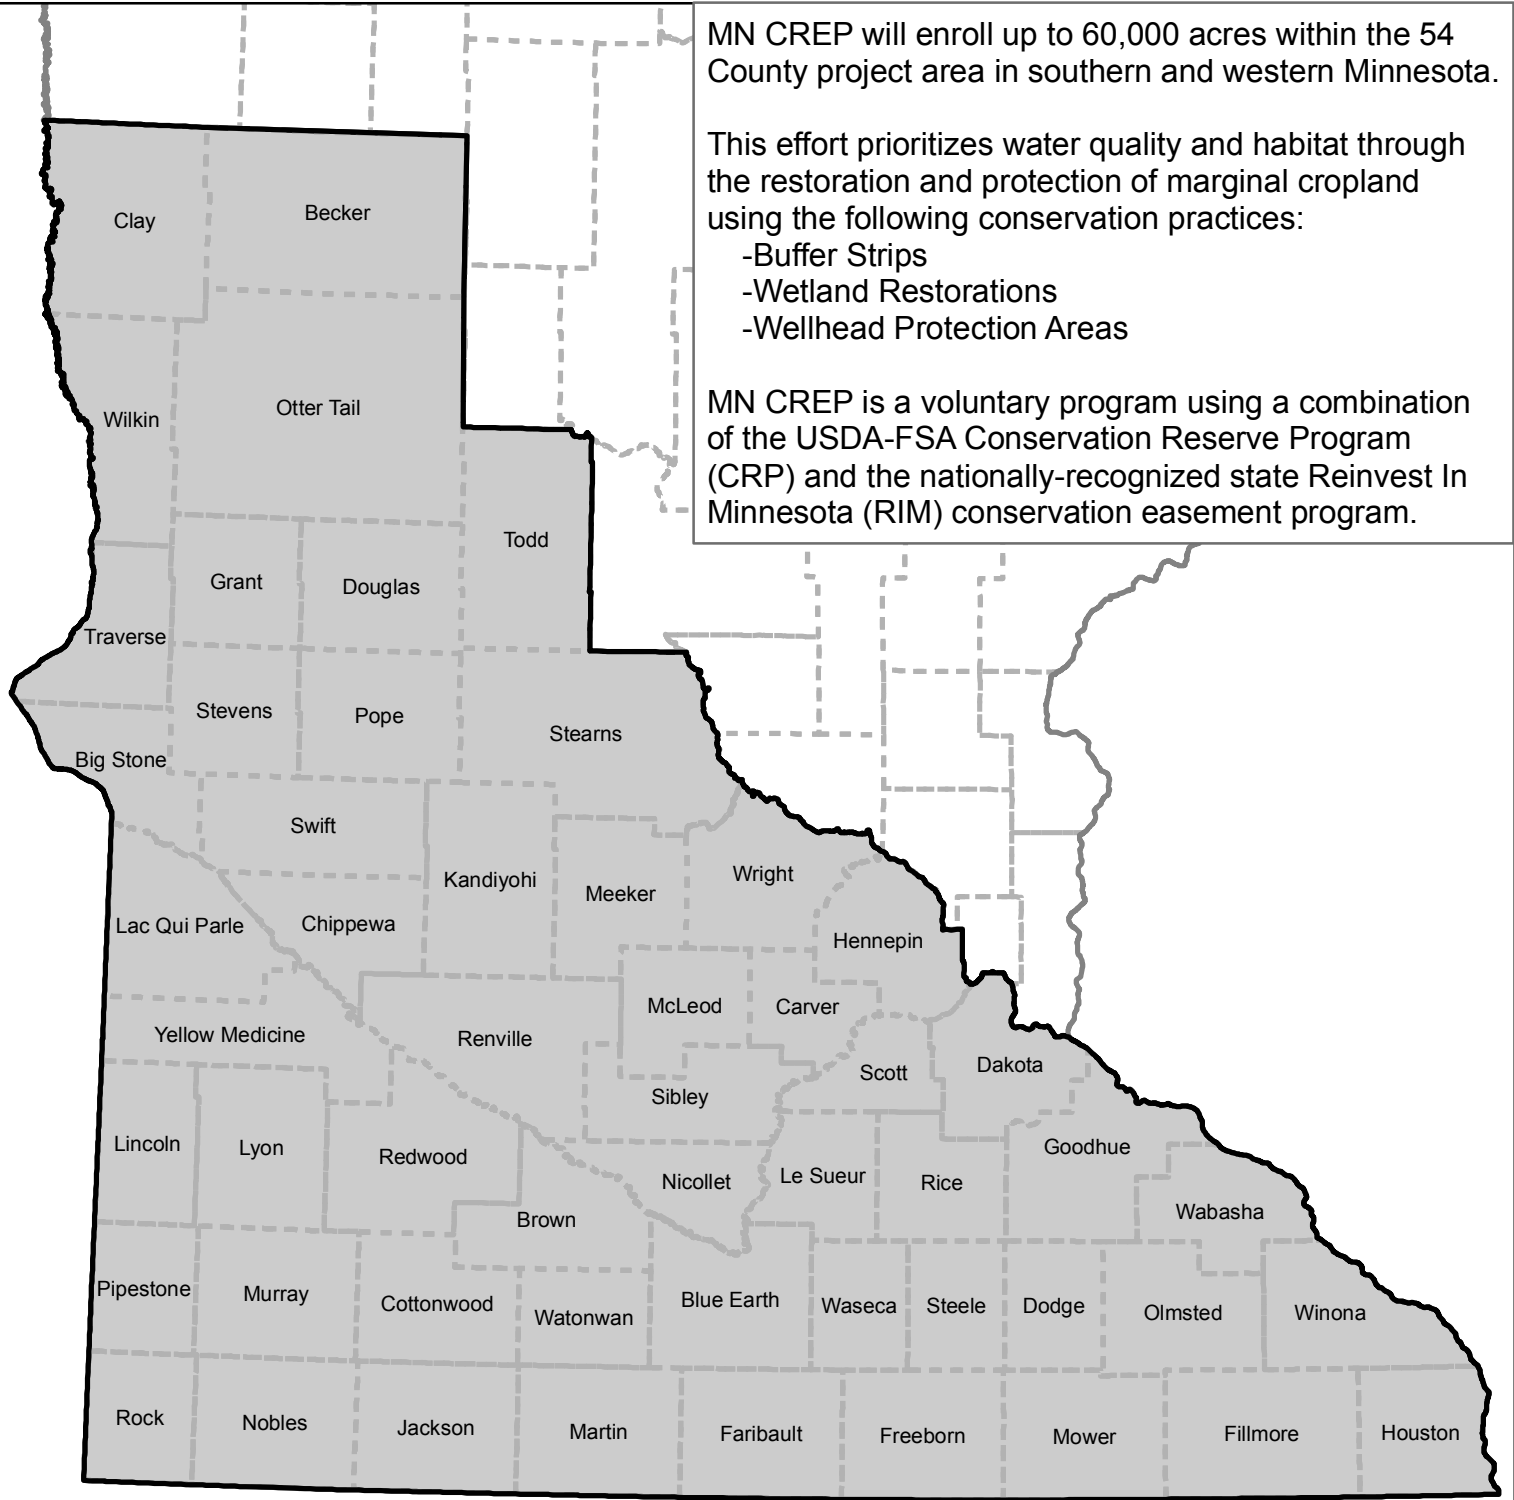 MN CREP will enroll up to 60,000 acres within the 54
County project area in southern and western Minnesota.
This effort prioritizes water quality and habitat through
the restoration and protection of marginal cropland
using the following conservation practices:
-Buffer Strips
-Wetland Restorations
-Wellhead Protection Areas
MN CREP is a voluntary program using a combination
of the USDA-FSA Conservation Reserve Program
(CRP) and the nationally-recognized state Reinvest In
Minnesota (RIM) conservation easement program.
Clay
Becker
Wilkin
Otter Tail
Todd
Grant
Douglas
Traverse
Stevens
Pope
Stearns
Big Stone
Swift
Kandiyohi
Meeker
Wright
Lac Qui Parle
Chippewa
Hennepin
McLeod
Carver
Yellow Medicine
Renville
Scott
Dakota
Sibley
Lincoln
Lyon
Redwood
Nicollet
Le Sueur
Rice
Goodhue
Brown
Wabasha
Pipestone
Murray
Cottonwood
Watonwan
Blue Earth
Waseca
Steele
Dodge
Olmsted
Winona
Rock
Nobles
Jackson
Martin
Faribault
Freeborn
Mower
Fillmore
Houston